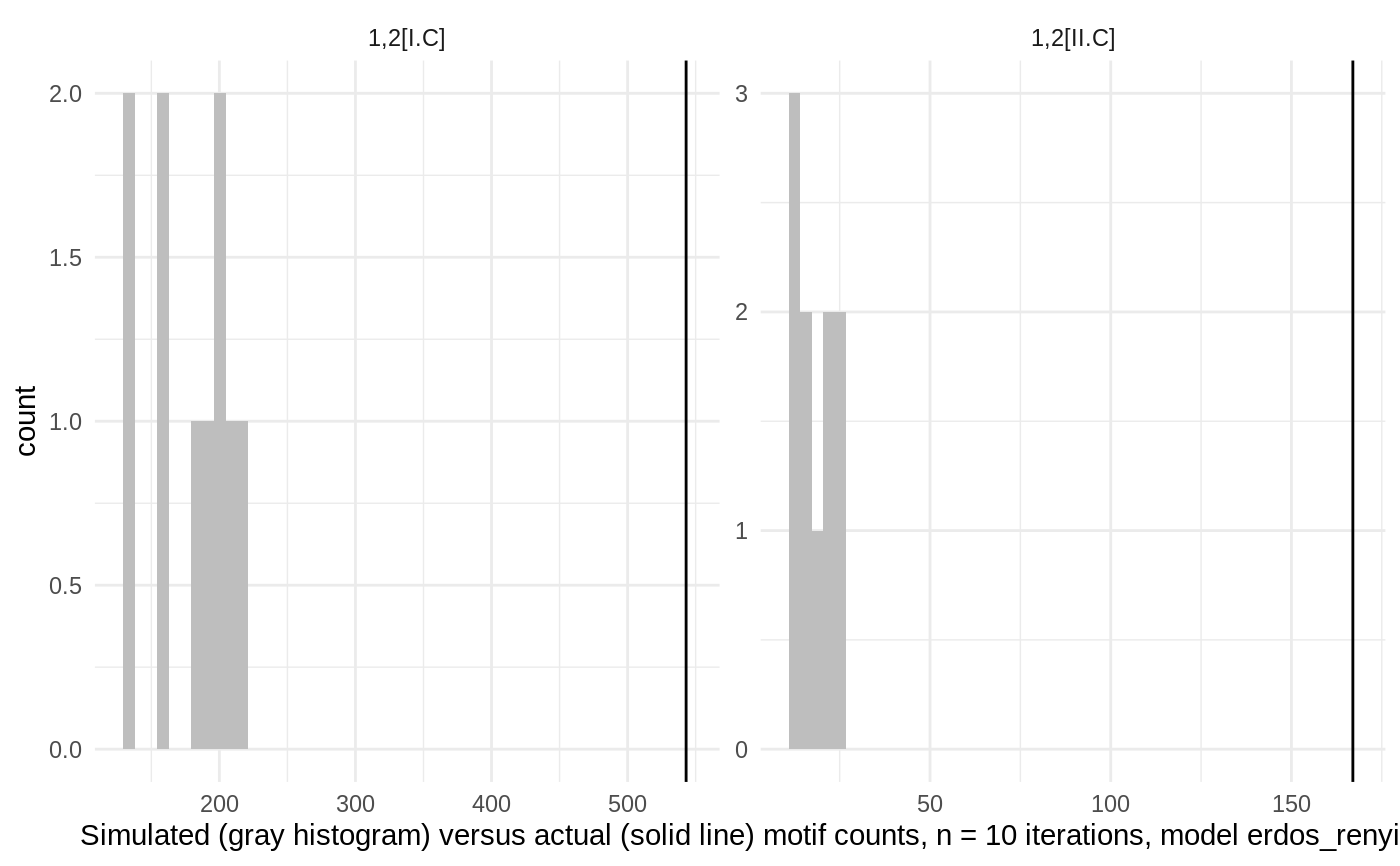 1,2[I.C] 1,2[II.C]
2.0
1.5
1.0
0.5
0.0
3
2
1
0
count
200 300 400 500 50 100 150
Simulated (gray histogram) versus actual (solid line) motif counts, n = 10 iterations, model erdos_renyi